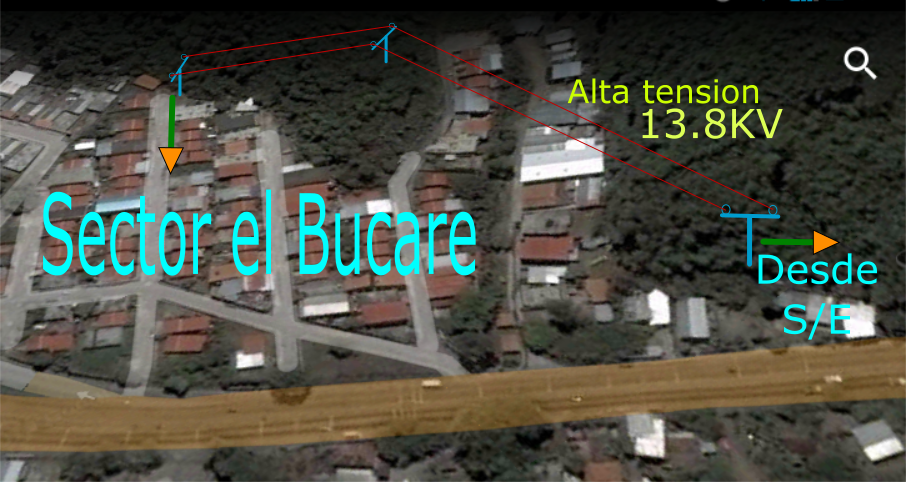 Alta tension
13.8KV
Sector el Bucare
Desde
S/E